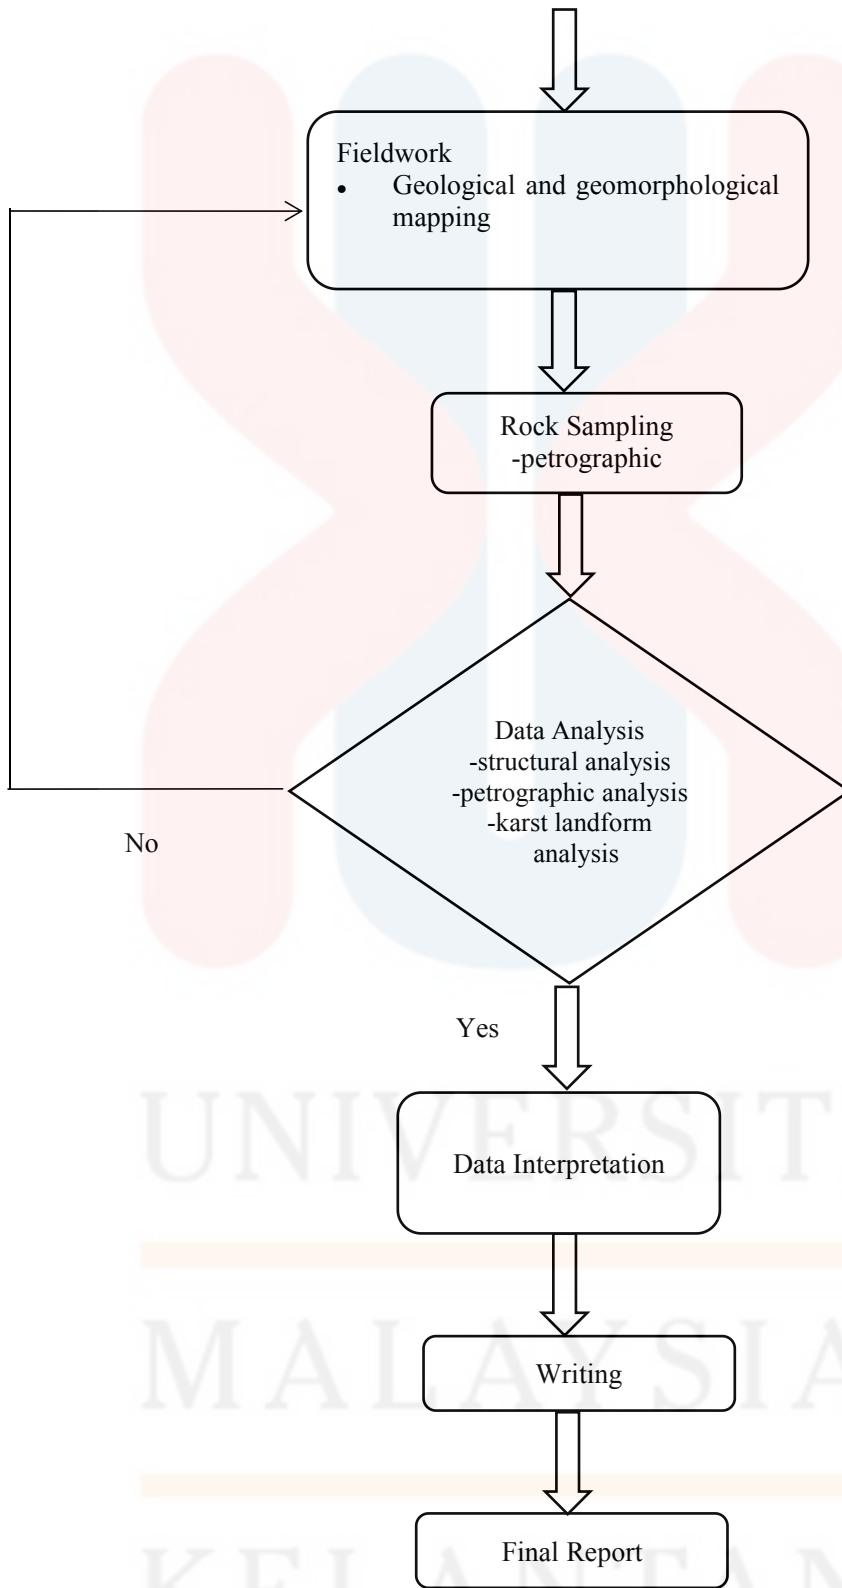 Fieldwork
• Geological and geomorphological
mapping
Rock Sampling
-petrographic
Data Analysis
-structural analysis
-petrographic analysis
-karst landform
analysis
No
Yes
UNIVERSIT
Data Interpretation
MALAYSIA
Writing
Final Report
KELANTAN